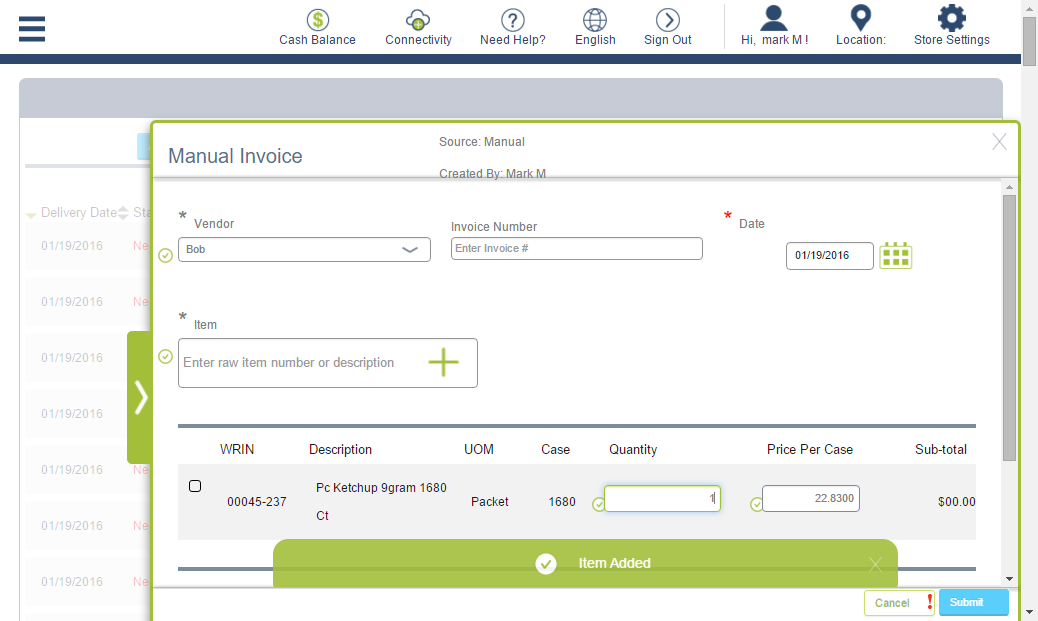 Cash Balance
Connectivity
Need Help?
English
Sign Out
Hi, mark M !
Location:
Store Settings
Manual Invoice
Source: Manual
Created By: Mark M
Delivery Date
* Vendor
Invoice Number
* Date
Bob
Enter Invoice #
01/19/2016
01/19/2016 Ne
01/19/2016 Ne
01/19/2016
01/19/2016
01/19/2016 Ne
01/19/2016 Ne
01/19/2016 Ne
* Item
Enter raw item number or description
WRIN Description UOM Case Quantity Price Per Case Sub-total
00045-237 Pc Ketchup 9gram 1680 Ct Packet 1680 1 22.8300 $00.00
Item Added X
Cancel !
Submit